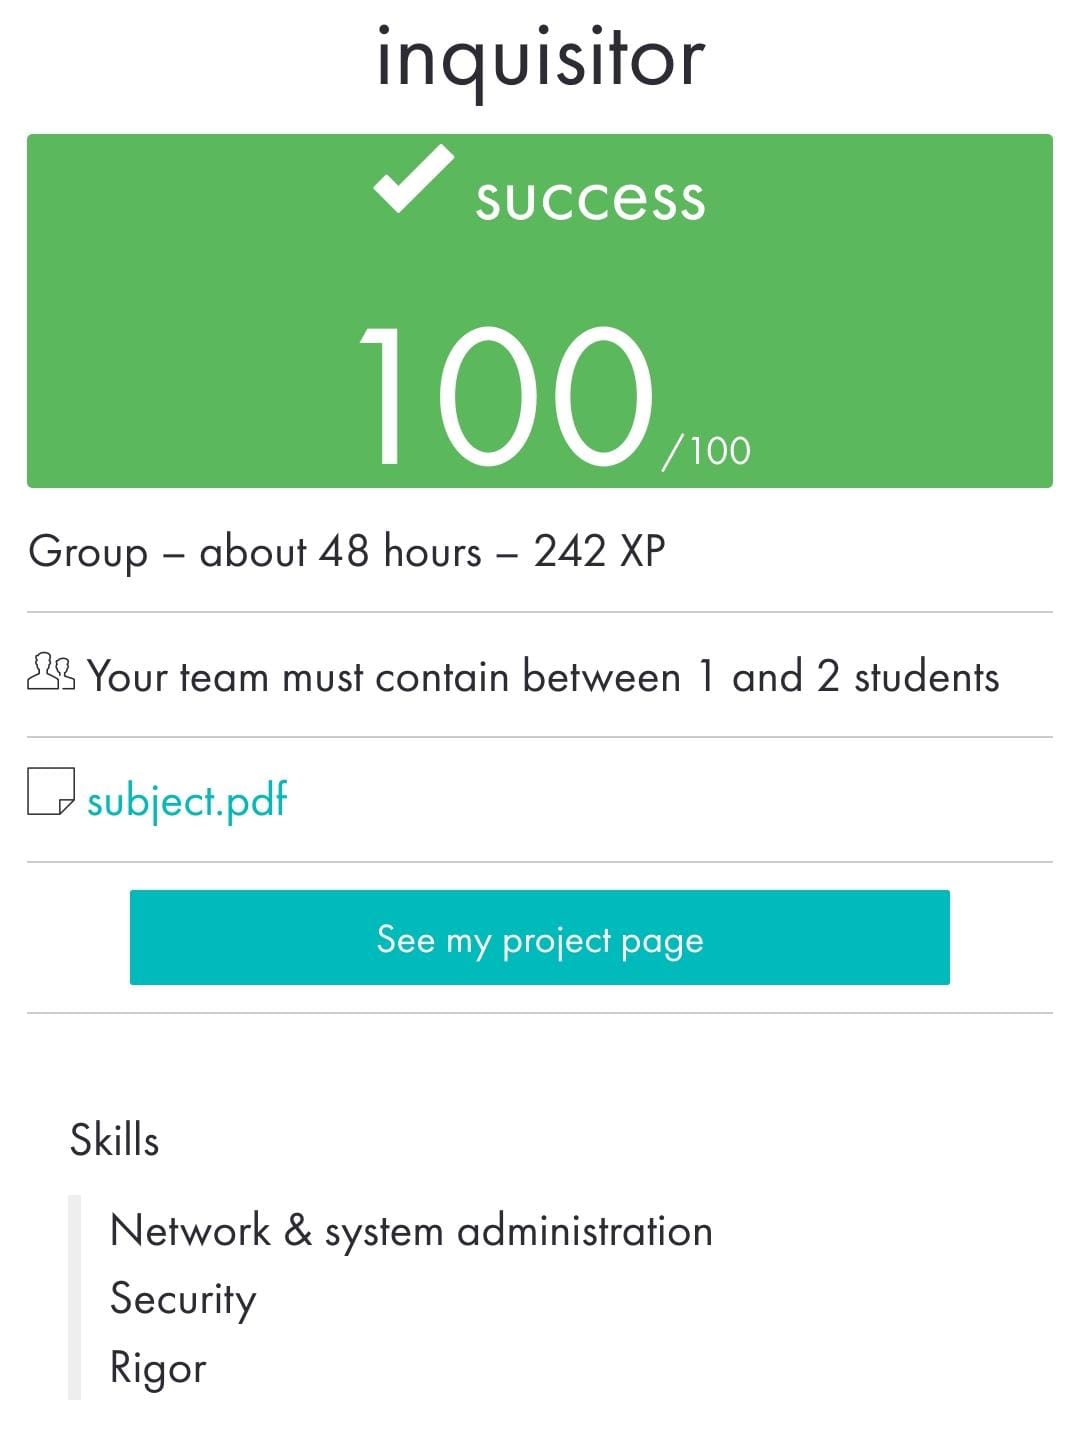 inquisitor
success
100/100
Group – about 48 hours – 242 XP
Your team must contain between 1 and 2 students
subject.pdf
See my project page
Skills
Network & system administration
Security
Rigor